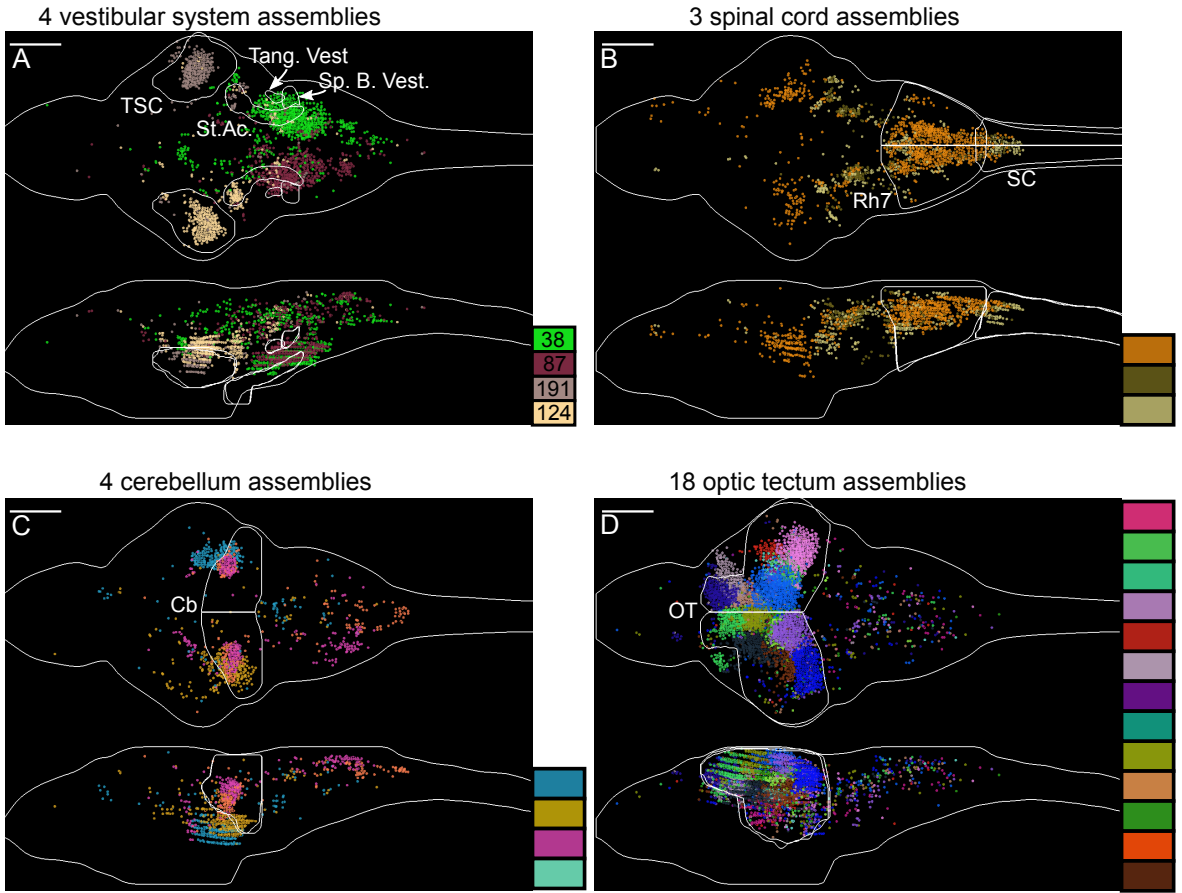 4 vestibular system assemblies
A
Tang. Vest
Sp. B. Vest.
TSC
St.Ac.
38
87
191
124
3 spinal cord assemblies
B
Rh7
SC
4 cerebellum assemblies
C
Cb
18 optic tectum assemblies
D
OT